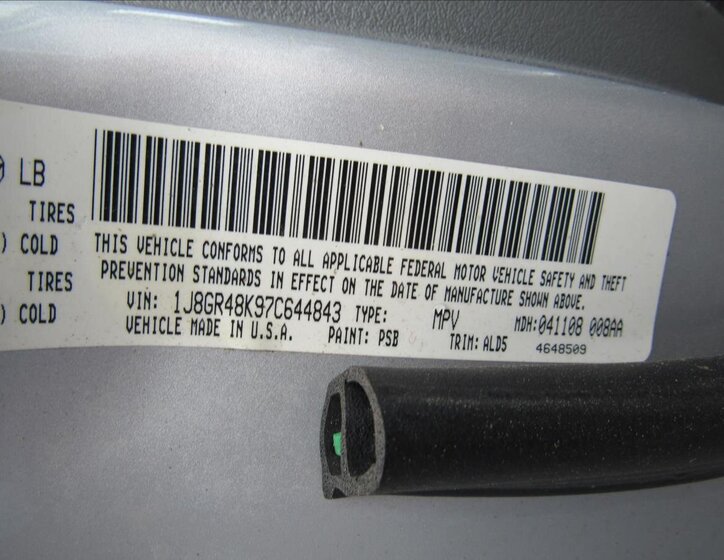 LB
TIRES
) COLD
TIRES
) COLD
THIS VEHICLE CONFORMS TO ALL APPLICABLE FEDERAL MOTOR VEHICLE SAFETY AND THEFT
PREVENTION STANDARDS IN EFFECT ON THE DATE OF MANUFACTURE SHOWN ABOVE.
VIN: 1J8GR48K97C644843 TYPE: MPV MDH:041108 008AA
VEHICLE MADE IN U.S.A. PAINT: PSB TRIM: ALD5 4648509